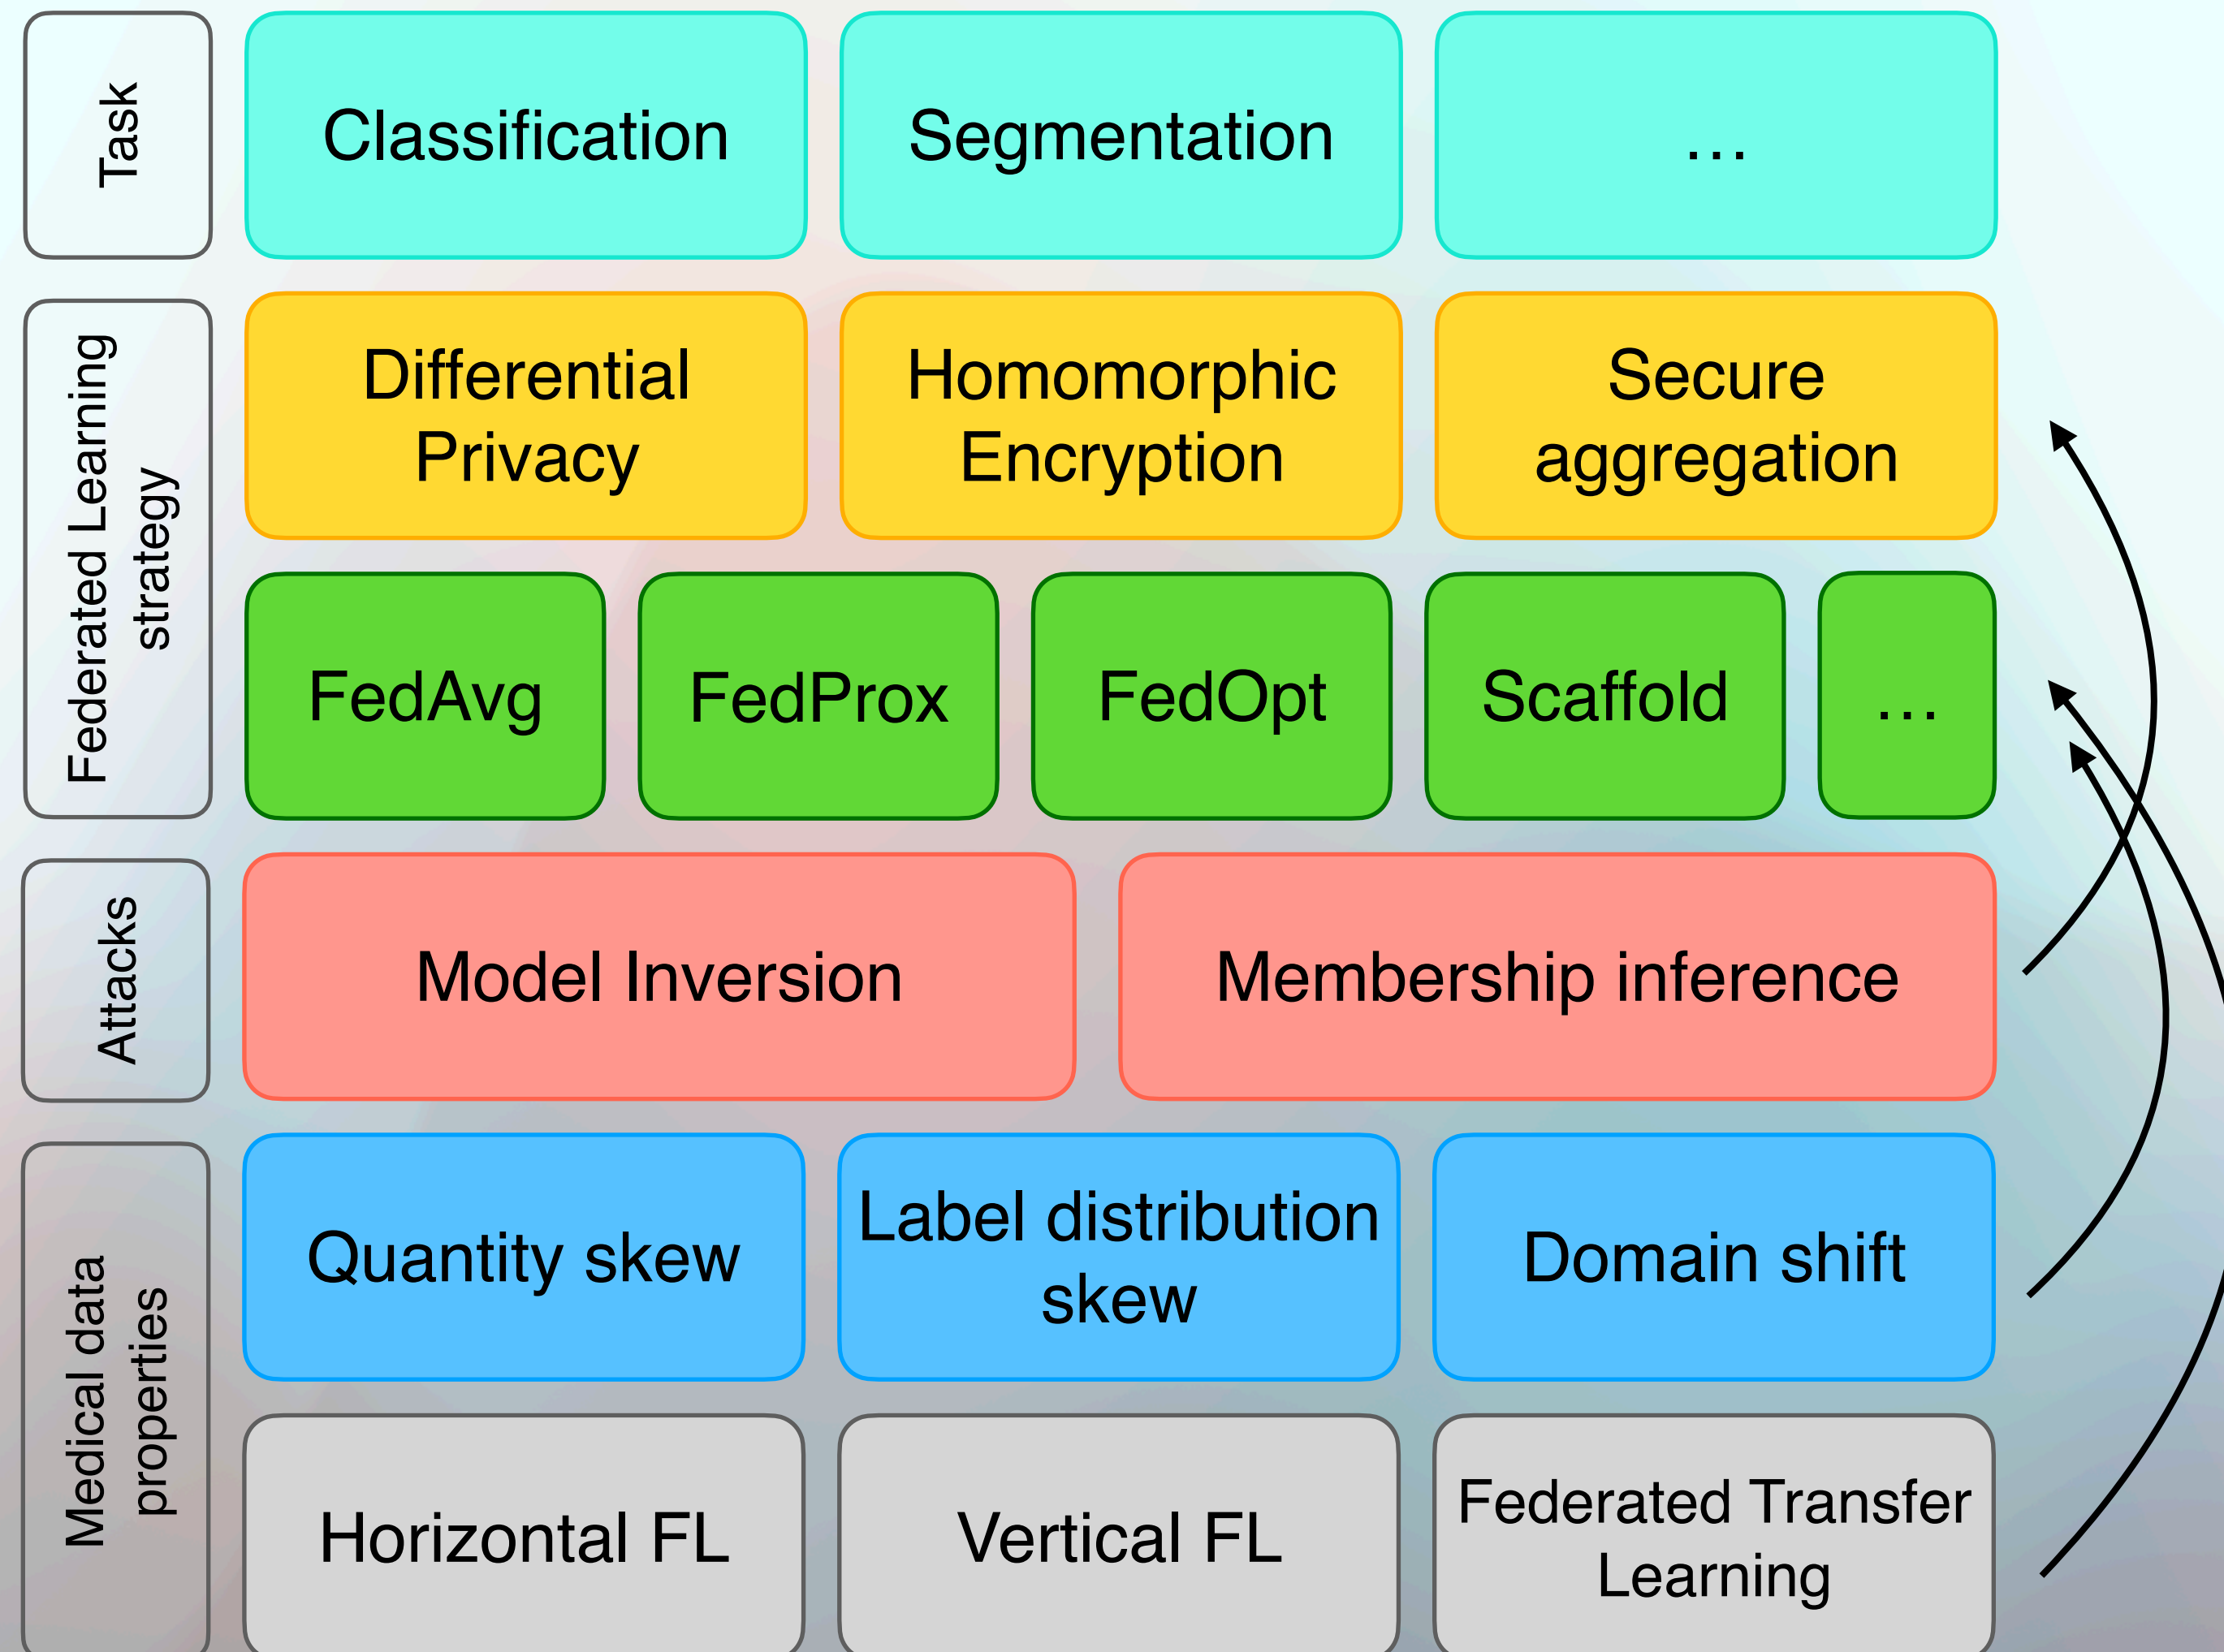 Task
Classification
Segmentation
...
Federated Learning
strategy
Differential
Privacy
Homomorphic
Encryption
Secure
aggregation
FedAvg
FedProx
FedOpt
Scaffold
...
Attacks
Model Inversion
Membership inference
Medical data
properties
Quantity skew
Label distribution
skew
Domain shift
Horizontal FL
Vertical FL
Federated Transfer
Learning